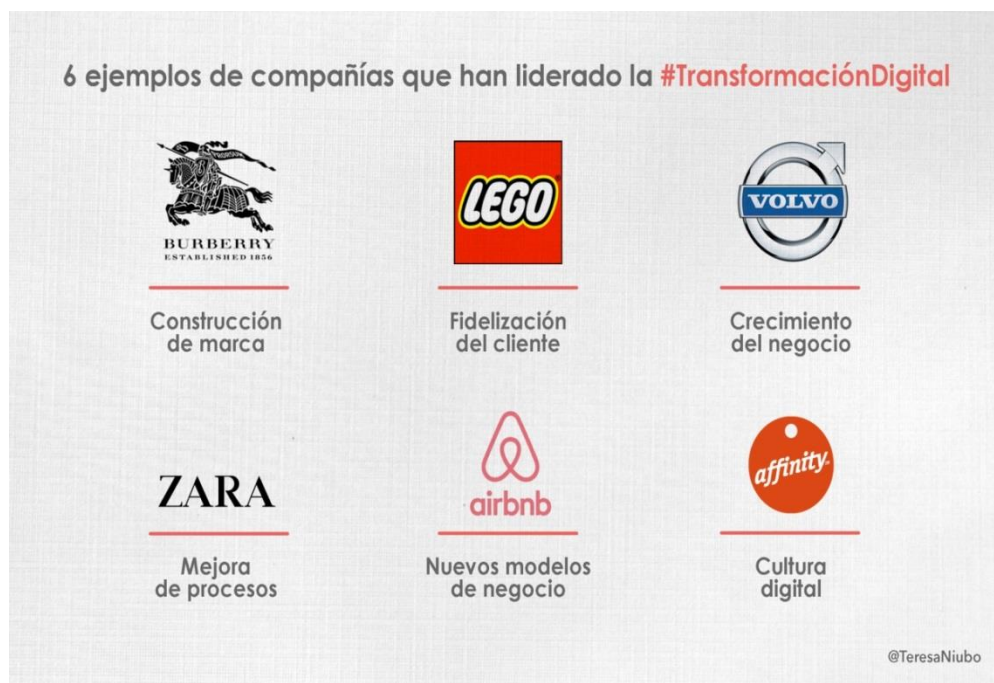 6 ejemplos de compañías que han liderado la #TransformaciónDigital
BURBERRY
ESTABLISHED 1856
LEGO
VOLVO
Construcción
de marca
Fidelización
del cliente
Crecimiento
del negocio
ZARA
airbnb
affinity
Mejora
de procesos
Nuevos modelos
de negocio
Cultura
digital
@TeresaNiubo